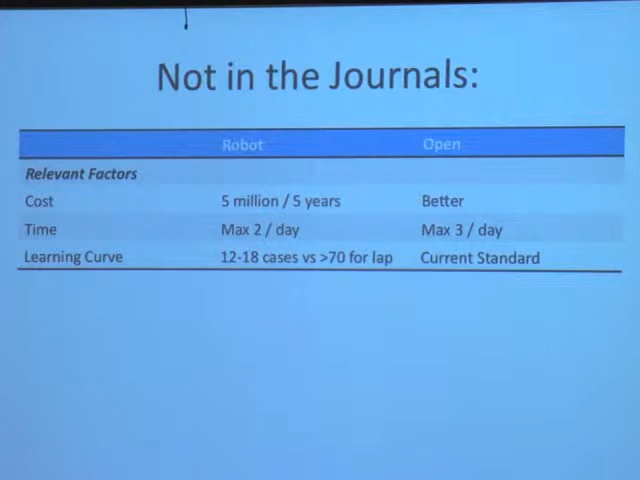 Not in the Journals:
Robot Open
Relevant Factors
Cost 5 million / 5 years Better
Time Max 2 / day Max 3 / day
Learning Curve 12-18 cases vs >70 for lap Current Standard